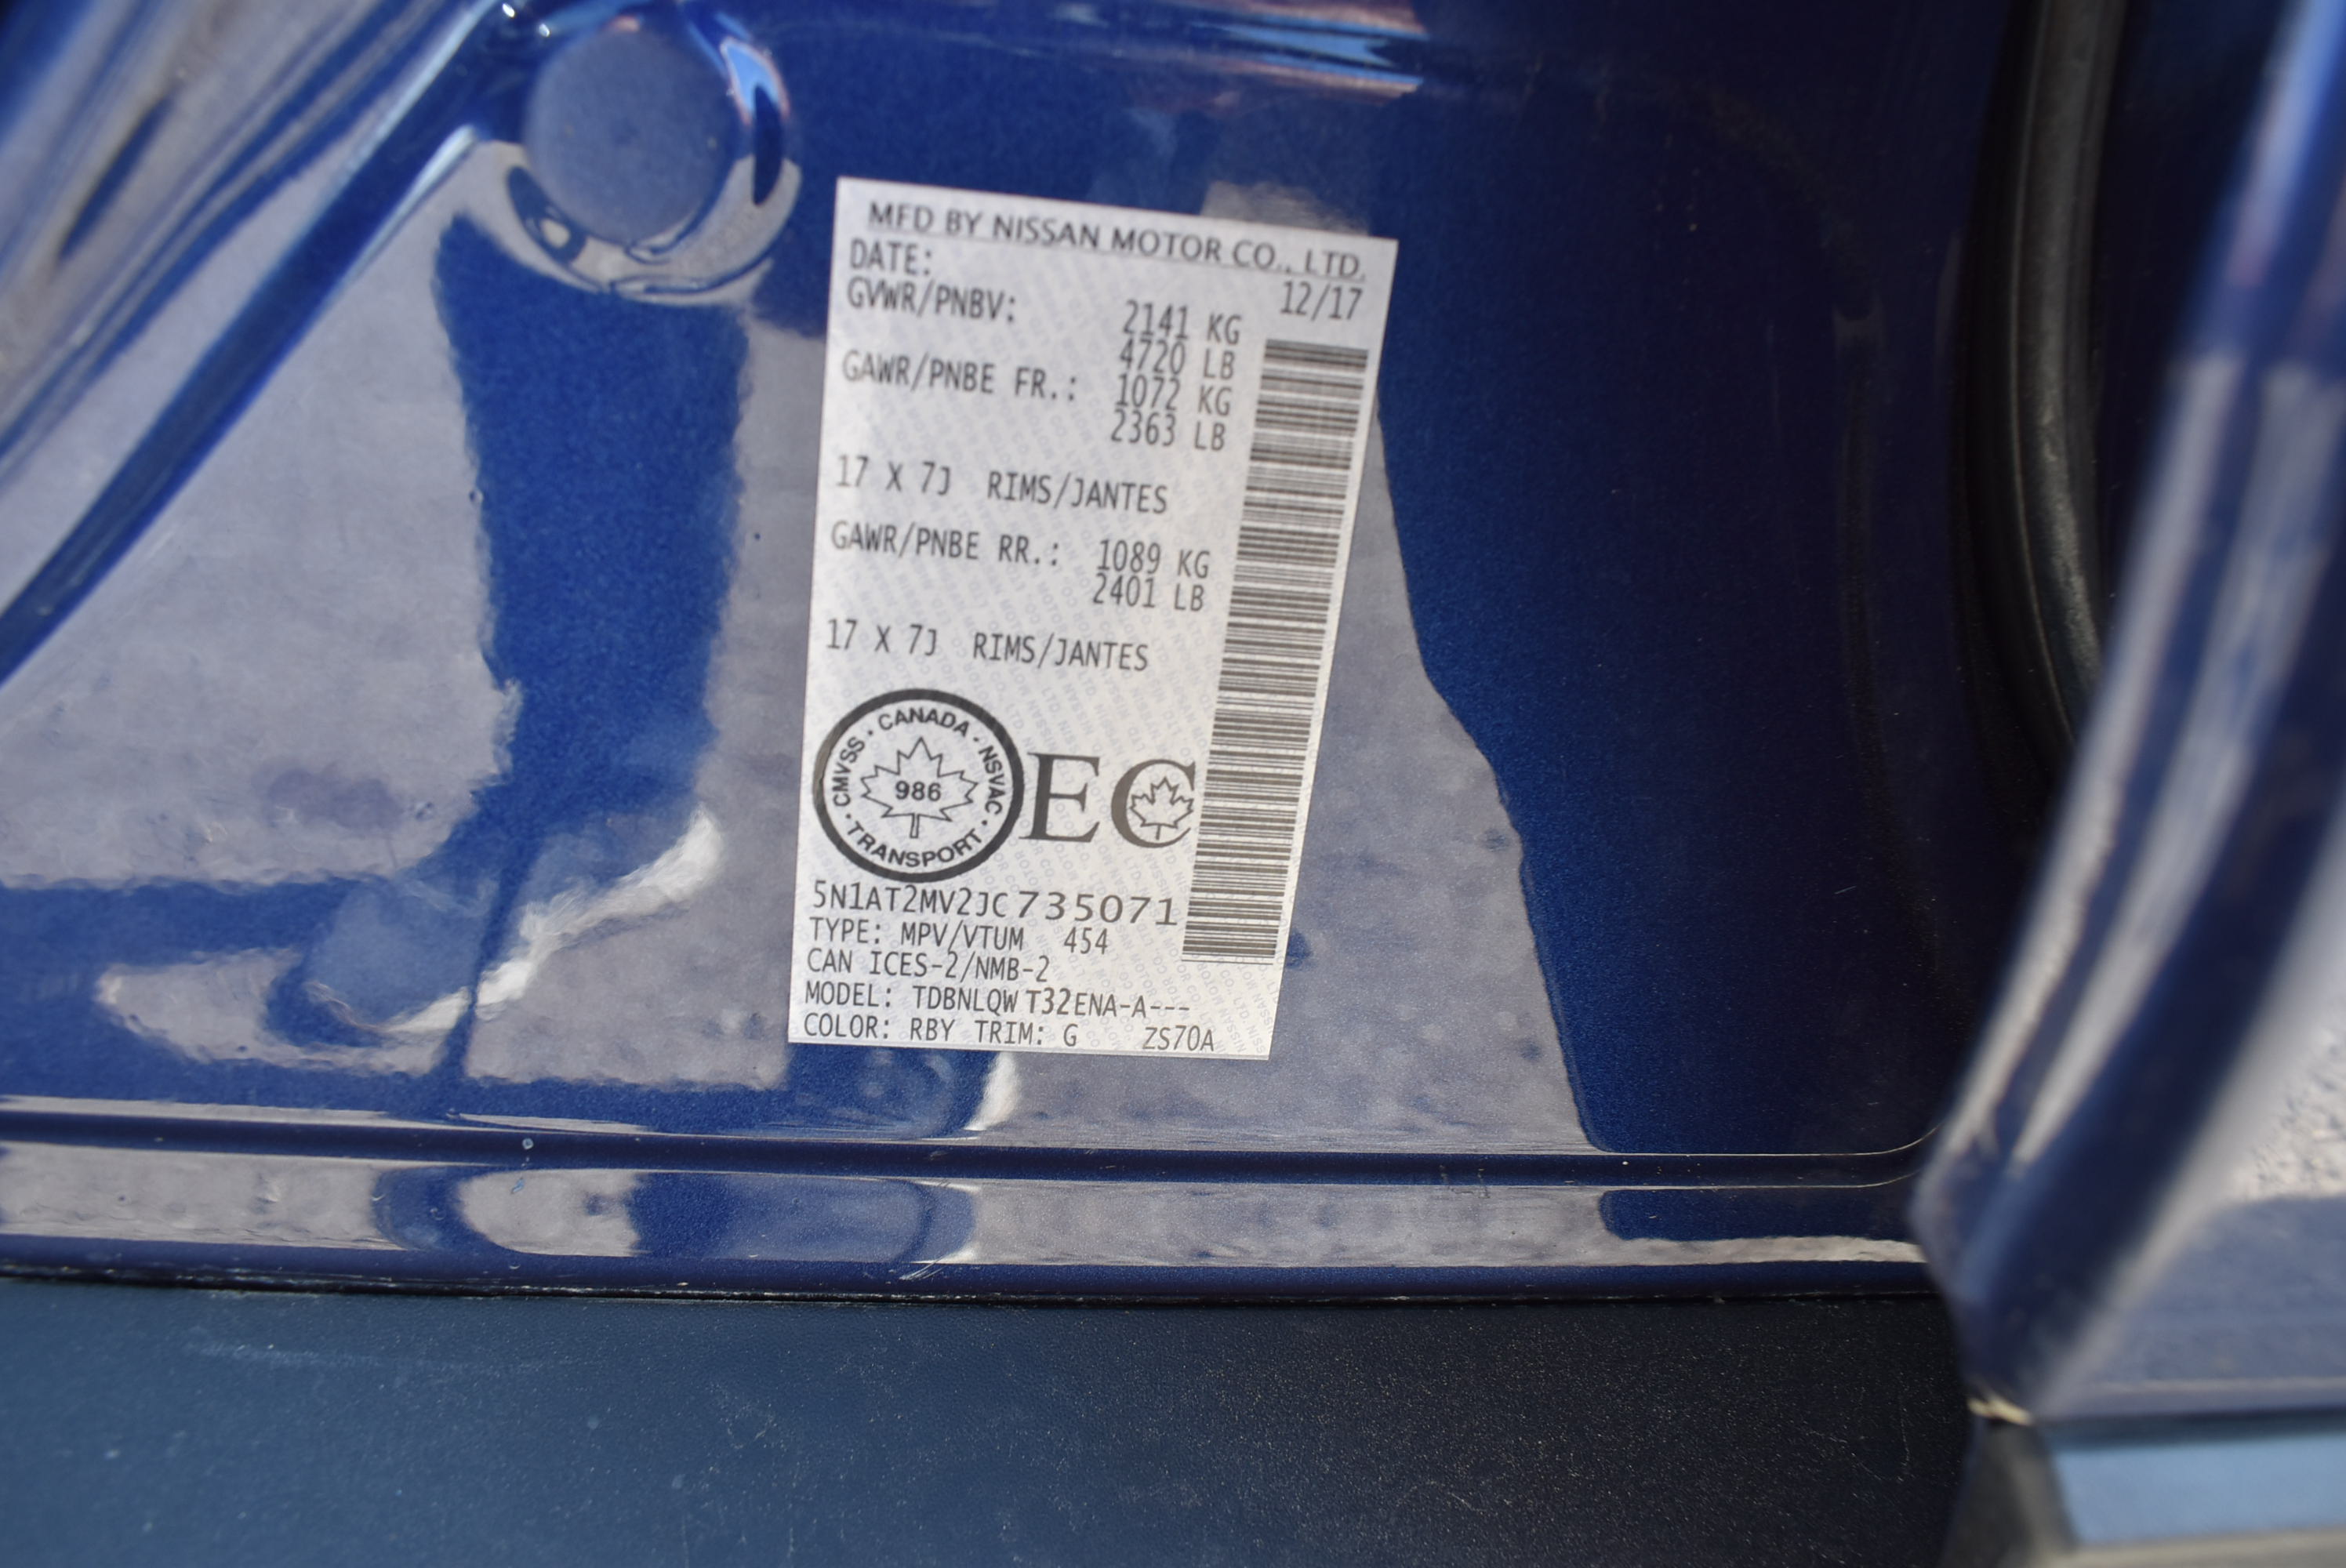 MFD BY NISSAN MOTOR CO., LTD.
DATE: 12/17
GVWR/PNBV: 2141 KG
4720 LB
GAWR/PNBE FR.: 1072 KG
2363 LB
17 X 7J RIMS/JANTES
GAWR/PNBE RR.: 1089 KG
2401 LB
17 X 7J RIMS/JANTES
CANADA · NSVAC · TRANSPORT · CMVSS ·
986
EC
5N1AT2MV2JC735071
TYPE: MPV/VTUM 454
CAN ICES-2/NMB-2
MODEL: TDBNLQW T32ENA-A---
COLOR: RBY TRIM: G ZS70A